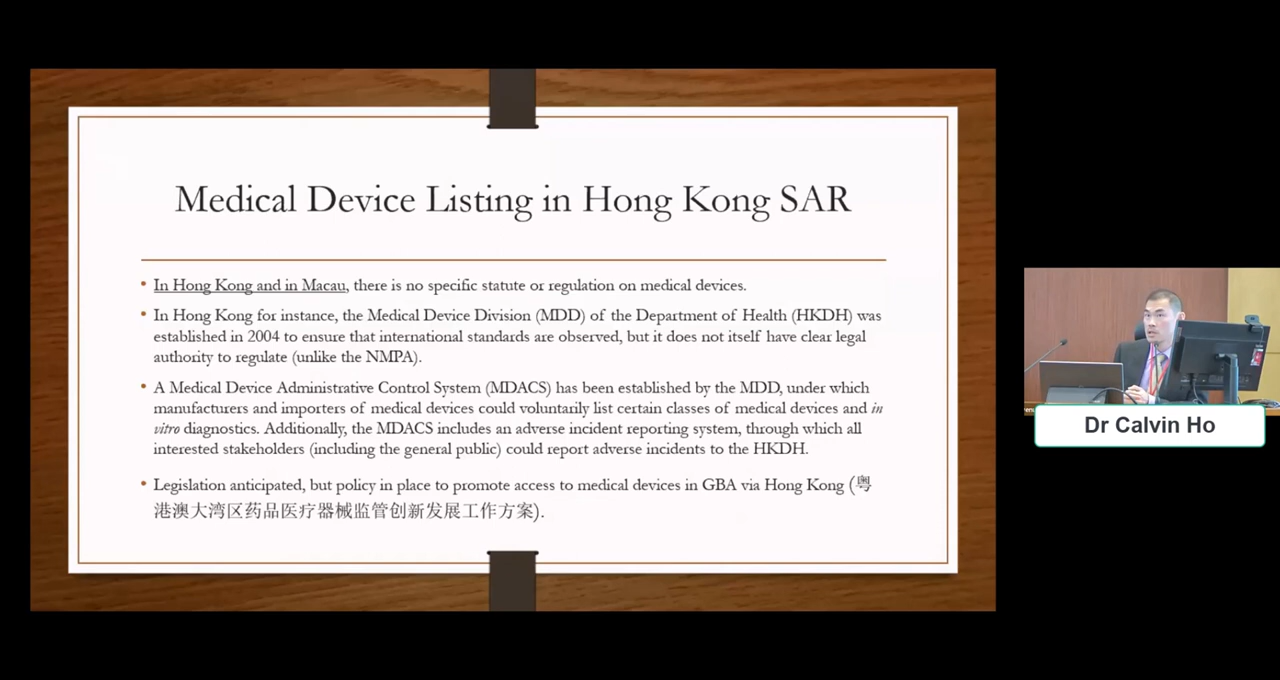 Medical Device Listing in Hong Kong SAR
• In Hong Kong and in Macau, there is no specific statute or regulation on medical devices.
• In Hong Kong for instance, the Medical Device Division (MDD) of the Department of Health (HKDH) was
established in 2004 to ensure that international standards are observed, but it does not itself have clear legal
authority to regulate (unlike the NMPA).
• A Medical Device Administrative Control System (MDACS) has been established by the MDD, under which
manufacturers and importers of medical devices could voluntarily list certain classes of medical devices and in
vitro diagnostics. Additionally, the MDACS includes an adverse incident reporting system, through which all
interested stakeholders (including the general public) could report adverse incidents to the HKDH.
• Legislation anticipated, but policy in place to promote access to medical devices in GBA via Hong Kong (粤
港澳大湾区药品医疗器械监管创新发展工作方案).
Dr Calvin Ho